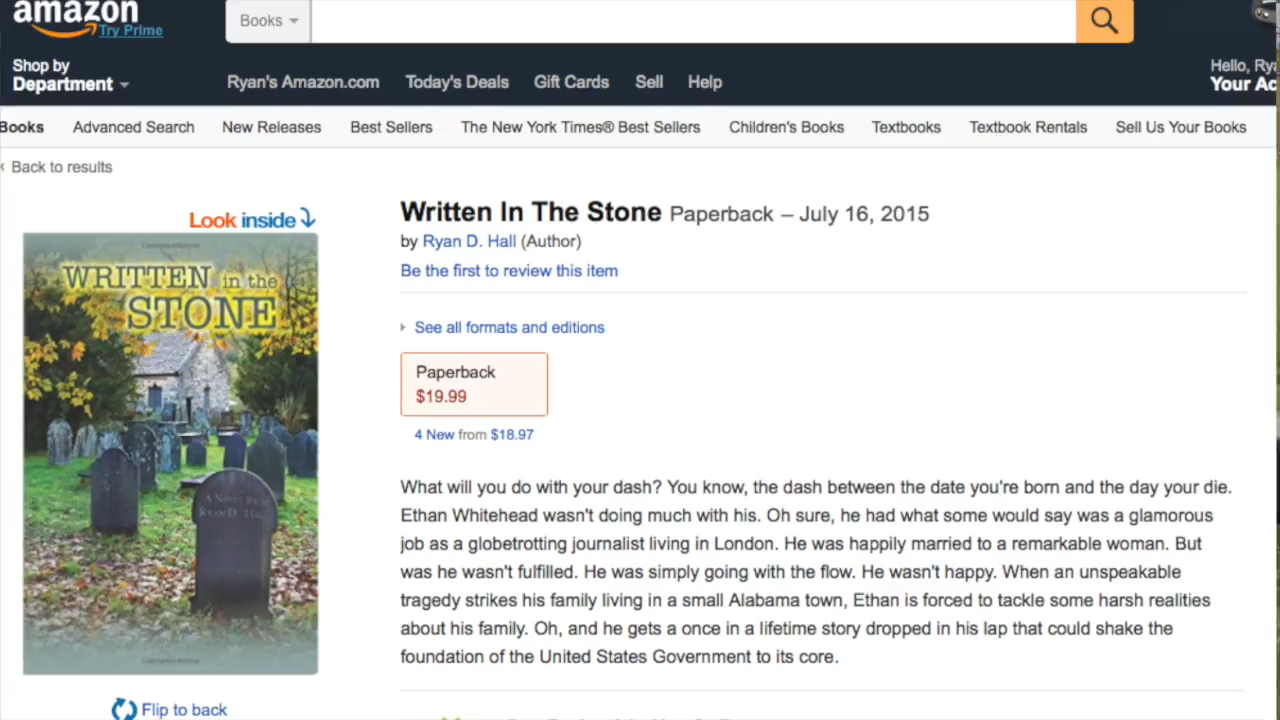 amazon
Try Prime
Books
Shop by
Department
Ryan's Amazon.com Today's Deals Gift Cards Sell Help
Hello, Rya
Your Ac
Books Advanced Search New Releases Best Sellers The New York Times® Best Sellers Children's Books Textbooks Textbook Rentals Sell Us Your Books
‹ Back to results
Look inside
WRITTEN in the
STONE
A Novel By
RYAN D. HALL
Flip to back
Written In The Stone Paperback – July 16, 2015
by Ryan D. Hall (Author)
Be the first to review this item
See all formats and editions
Paperback
$19.99
4 New from $18.97
What will you do with your dash? You know, the dash between the date you're born and the day your die.
Ethan Whitehead wasn't doing much with his. Oh sure, he had what some would say was a glamorous
job as a globetrotting journalist living in London. He was happily married to a remarkable woman. But
was he wasn't fulfilled. He was simply going with the flow. He wasn't happy. When an unspeakable
tragedy strikes his family living in a small Alabama town, Ethan is forced to tackle some harsh realities
about his family. Oh, and he gets a once in a lifetime story dropped in his lap that could shake the
foundation of the United States Government to its core.